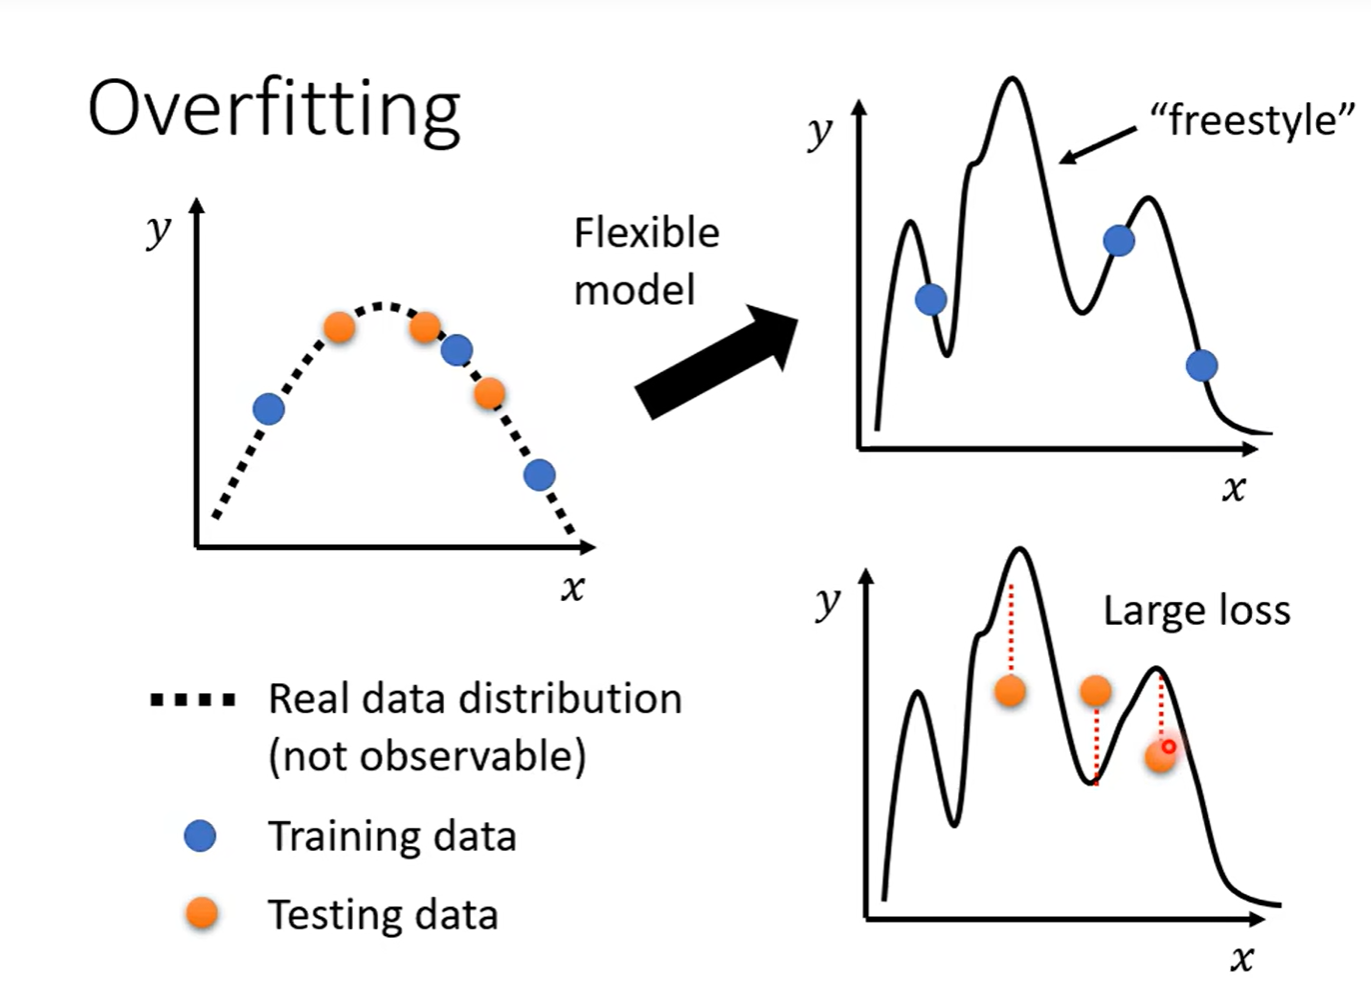 Overfitting
y
x
Flexible
model
y
"freestyle"
x
y
Large loss
x
Real data distribution
(not observable)
Training data
Testing data